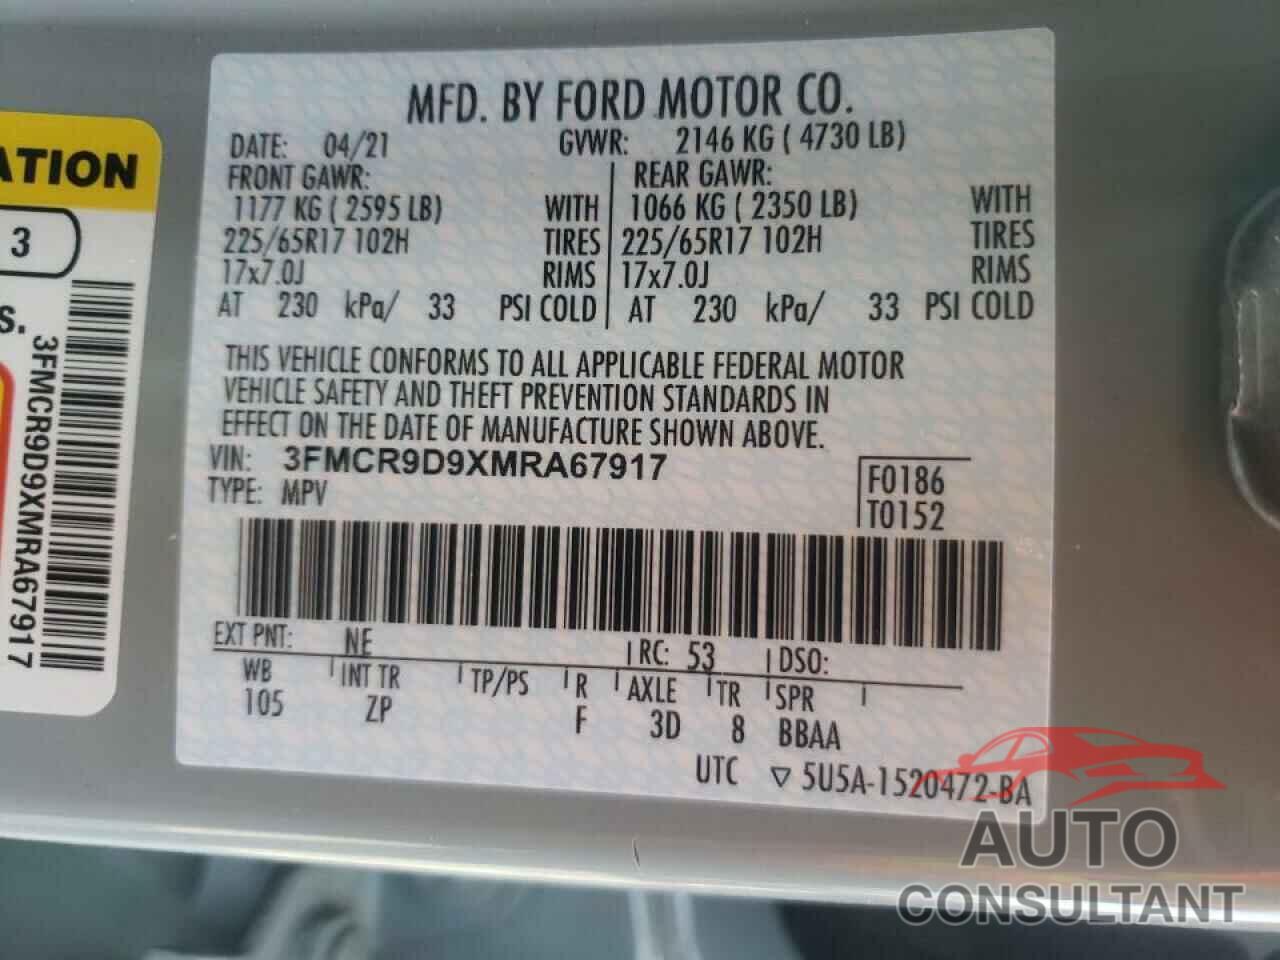 MFD. BY FORD MOTOR CO.
DATE: 04/21 GVWR: 2146 KG ( 4730 LB)
FRONT GAWR: REAR GAWR:
1177 KG ( 2595 LB) WITH 1066 KG ( 2350 LB) WITH
225/65R17 102H TIRES 225/65R17 102H TIRES
17x7.0J RIMS 17x7.0J RIMS
AT 230 kPa/ 33 PSI COLD AT 230 kPa/ 33 PSI COLD
THIS VEHICLE CONFORMS TO ALL APPLICABLE FEDERAL MOTOR
VEHICLE SAFETY AND THEFT PREVENTION STANDARDS IN
EFFECT ON THE DATE OF MANUFACTURE SHOWN ABOVE.
VIN: 3FMCR9D9XMRA67917 F0186
TYPE: MPV T0152
EXT PNT: NE RC: 53 DSO:
WB INT TR TP/PS R AXLE TR SPR
105 ZP F 3D 8 BBAA
UTC ▽ 5U5A-1520472-BA
ATION
3
S.
3FMCR9D9XMRA67917
AUTO
CONSULTANT